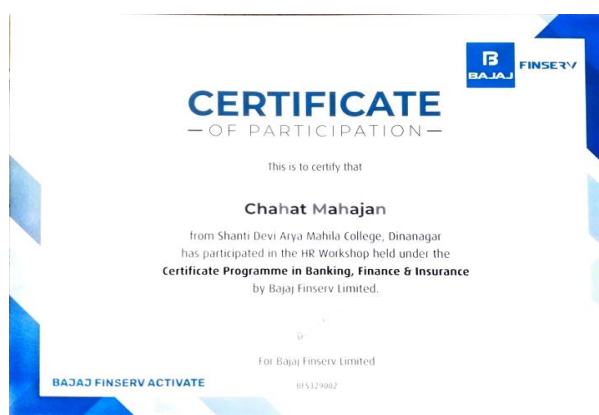 BAJAJ FINSERV
CERTIFICATE
OF PARTICIPATION
This is to certify that
Chahat Mahajan
from Shanti Devi Arya Mahila College, Dinanagar
has participated in the HR Workshop held under the
Certificate Programme in Banking, Finance & Insurance
by Bajaj Finserv Limited.
For Bajaj Finserv Limited
BAJAJ FINSERV ACTIVATE
BFS329002